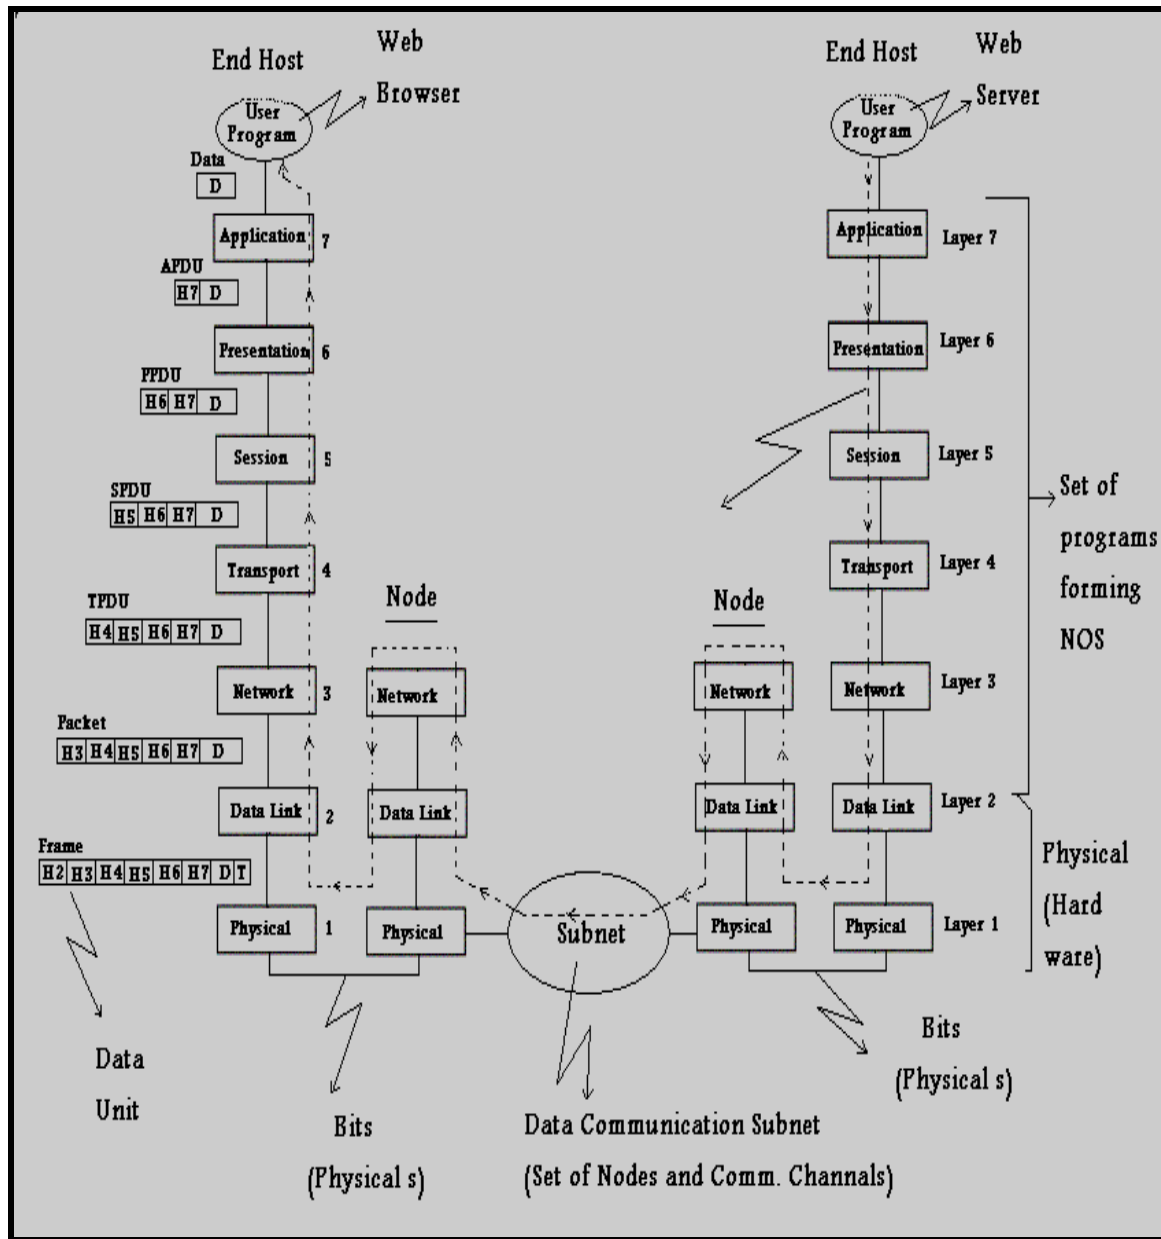 End Host
Web
Browser
User
Program
Data
D
Application
7
APDU
H7 D
Presentation
6
PPDU
H6 H7 D
Session
5
SPDU
H5 H6 H7 D
Transport
4
TPDU
H4 H5 H6 H7 D
Network
3
Packet
H3 H4 H5 H6 H7 D
Data Link
2
Frame
H2 H3 H4 H5 H6 H7 D T
Physical
1
Data
Unit
Node
Network
Data Link
Physical
Bits
(Physical s)
Subnet
Data Communication Subnet
(Set of Nodes and Comm. Channals)
Node
Network
Data Link
Physical
End Host
Web
Server
User
Program
Application
Layer 7
Presentation
Layer 6
Session
Layer 5
Transport
Layer 4
Network
Layer 3
Data Link
Layer 2
Physical
Layer 1
Set of
programs
forming
NOS
Physical
(Hard
ware)
Bits
(Physical s)